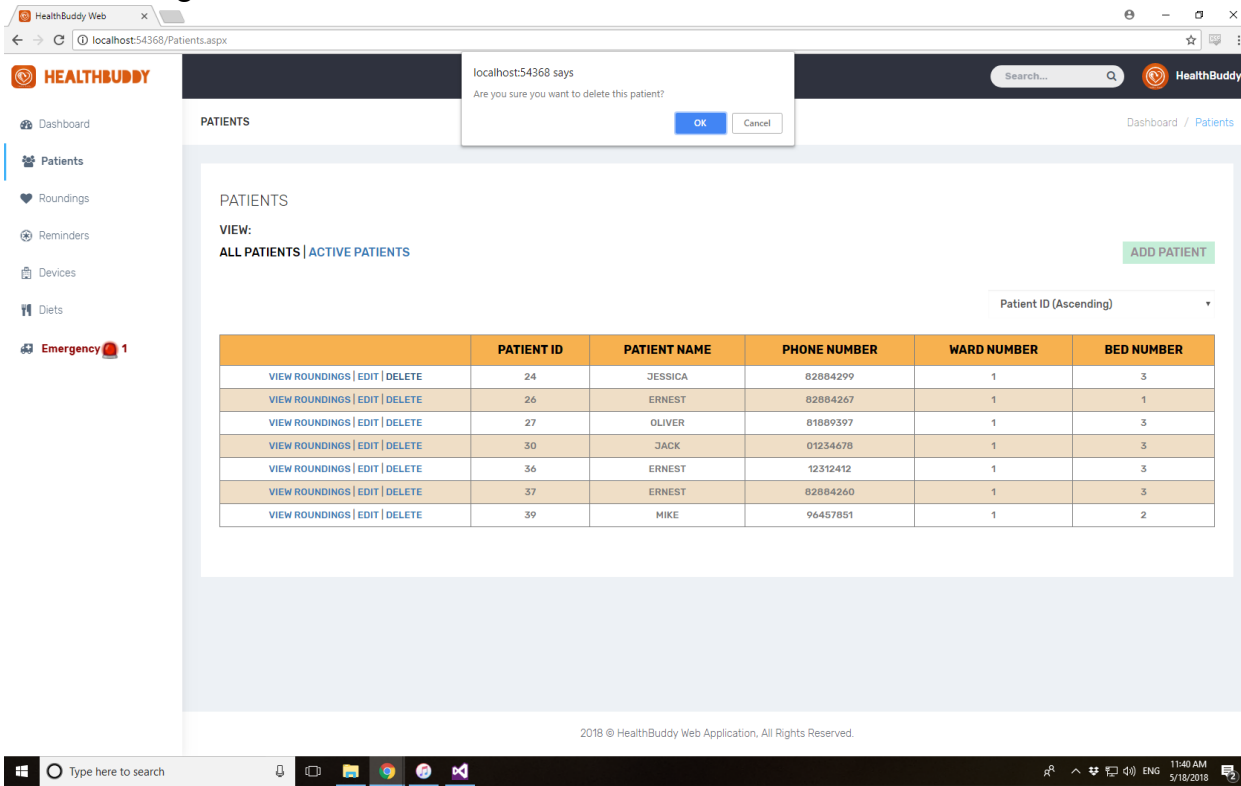 HealthBuddy Web
localhost:54368/Patients.aspx
HEALTHBUDDY
localhost:54368 says
Are you sure you want to delete this patient?
OK Cancel
Search...
HealthBuddy
Dashboard
Patients
Roundings
Reminders
Devices
Diets
Emergency 1
PATIENTS
Dashboard / Patients
PATIENTS
VIEW:
ALL PATIENTS | ACTIVE PATIENTS
ADD PATIENT
Patient ID (Ascending)
PATIENT ID PATIENT NAME PHONE NUMBER WARD NUMBER BED NUMBER
VIEW ROUNDINGS | EDIT | DELETE 24 JESSICA 82884299 1 3
VIEW ROUNDINGS | EDIT | DELETE 26 ERNEST 82884267 1 1
VIEW ROUNDINGS | EDIT | DELETE 27 OLIVER 81889397 1 3
VIEW ROUNDINGS | EDIT | DELETE 30 JACK 01234678 1 3
VIEW ROUNDINGS | EDIT | DELETE 36 ERNEST 12312412 1 3
VIEW ROUNDINGS | EDIT | DELETE 37 ERNEST 82884260 1 3
VIEW ROUNDINGS | EDIT | DELETE 39 MIKE 96457851 1 2
2018 © HealthBuddy Web Application, All Rights Reserved.
Type here to search
ENG
11:40 AM
5/18/2018
2